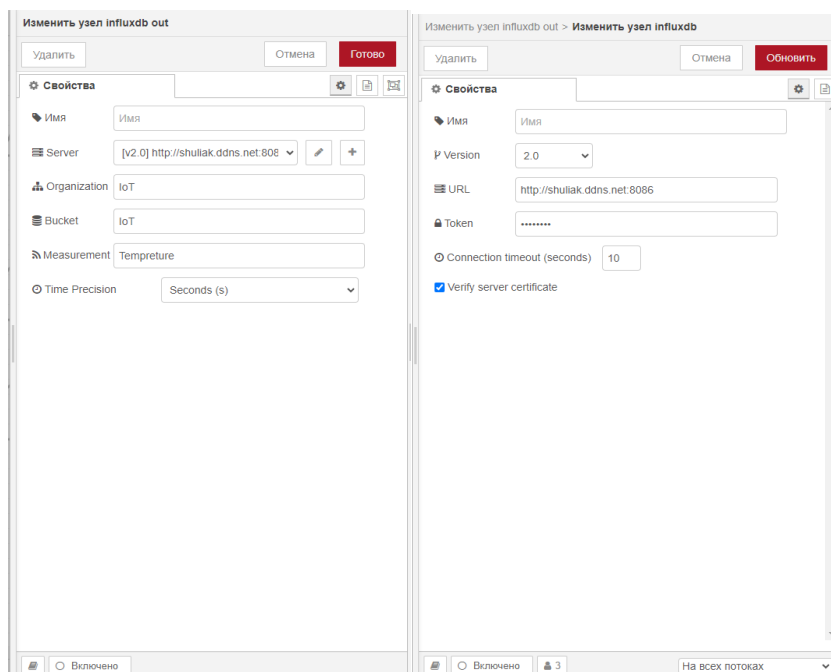 Изменить узел influxdb out
Удалить
Отмена
Готово
Свойства
Имя
Имя
Server
[v2.0] http://shuliak.ddns.net:808
Organization
IoT
Bucket
IoT
Measurement
Tempreture
Time Precision
Seconds (s)
Включено
Изменить узел influxdb out > Изменить узел influxdb
Удалить
Отмена
Обновить
Свойства
Имя
Имя
Version
2.0
URL
http://shuliak.ddns.net:8086
Token
••••••••
Connection timeout (seconds)
10
Verify server certificate
Включено
3
На всех потоках